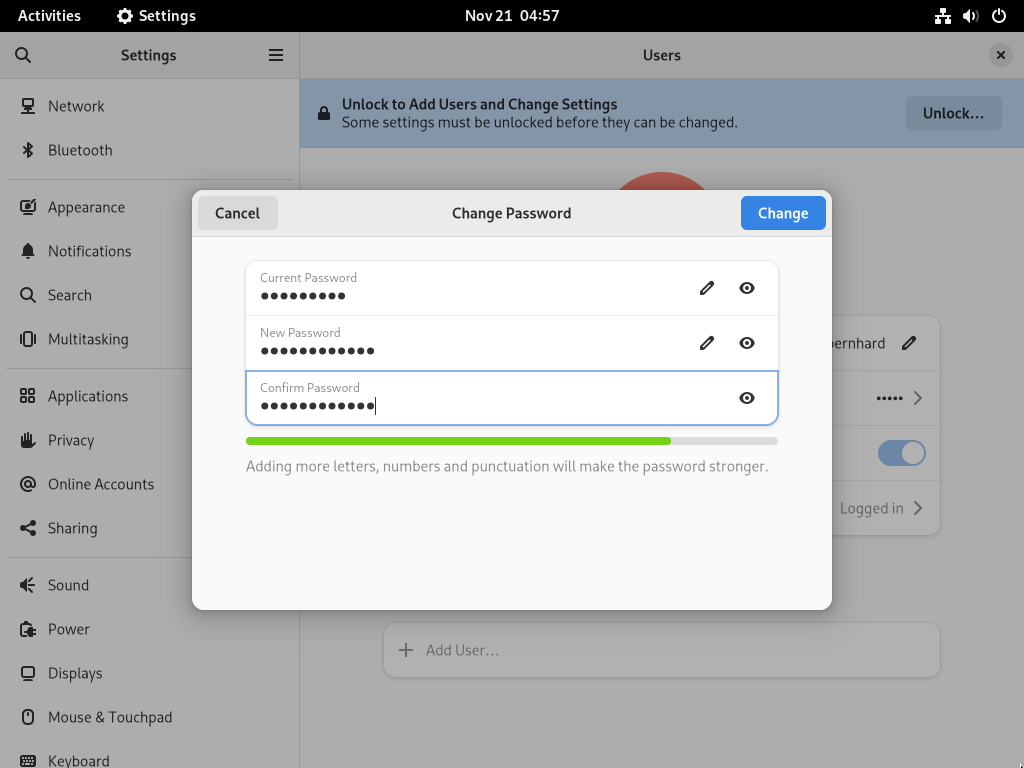 Activities
Settings
Nov 21 04:57
Settings
Users
Unlock to Add Users and Change Settings
Some settings must be unlocked before they can be changed.
Unlock…
Network
Bluetooth
Appearance
Notifications
Search
Multitasking
Applications
Privacy
Online Accounts
Sharing
Sound
Power
Displays
Mouse & Touchpad
Keyboard
Cancel
Change Password
Change
Current Password
●●●●●●●●●
New Password
●●●●●●●●●●●●
Confirm Password
●●●●●●●●●●●●
Adding more letters, numbers and punctuation will make the password stronger.
ernhard
•••••
Logged in
Add User…